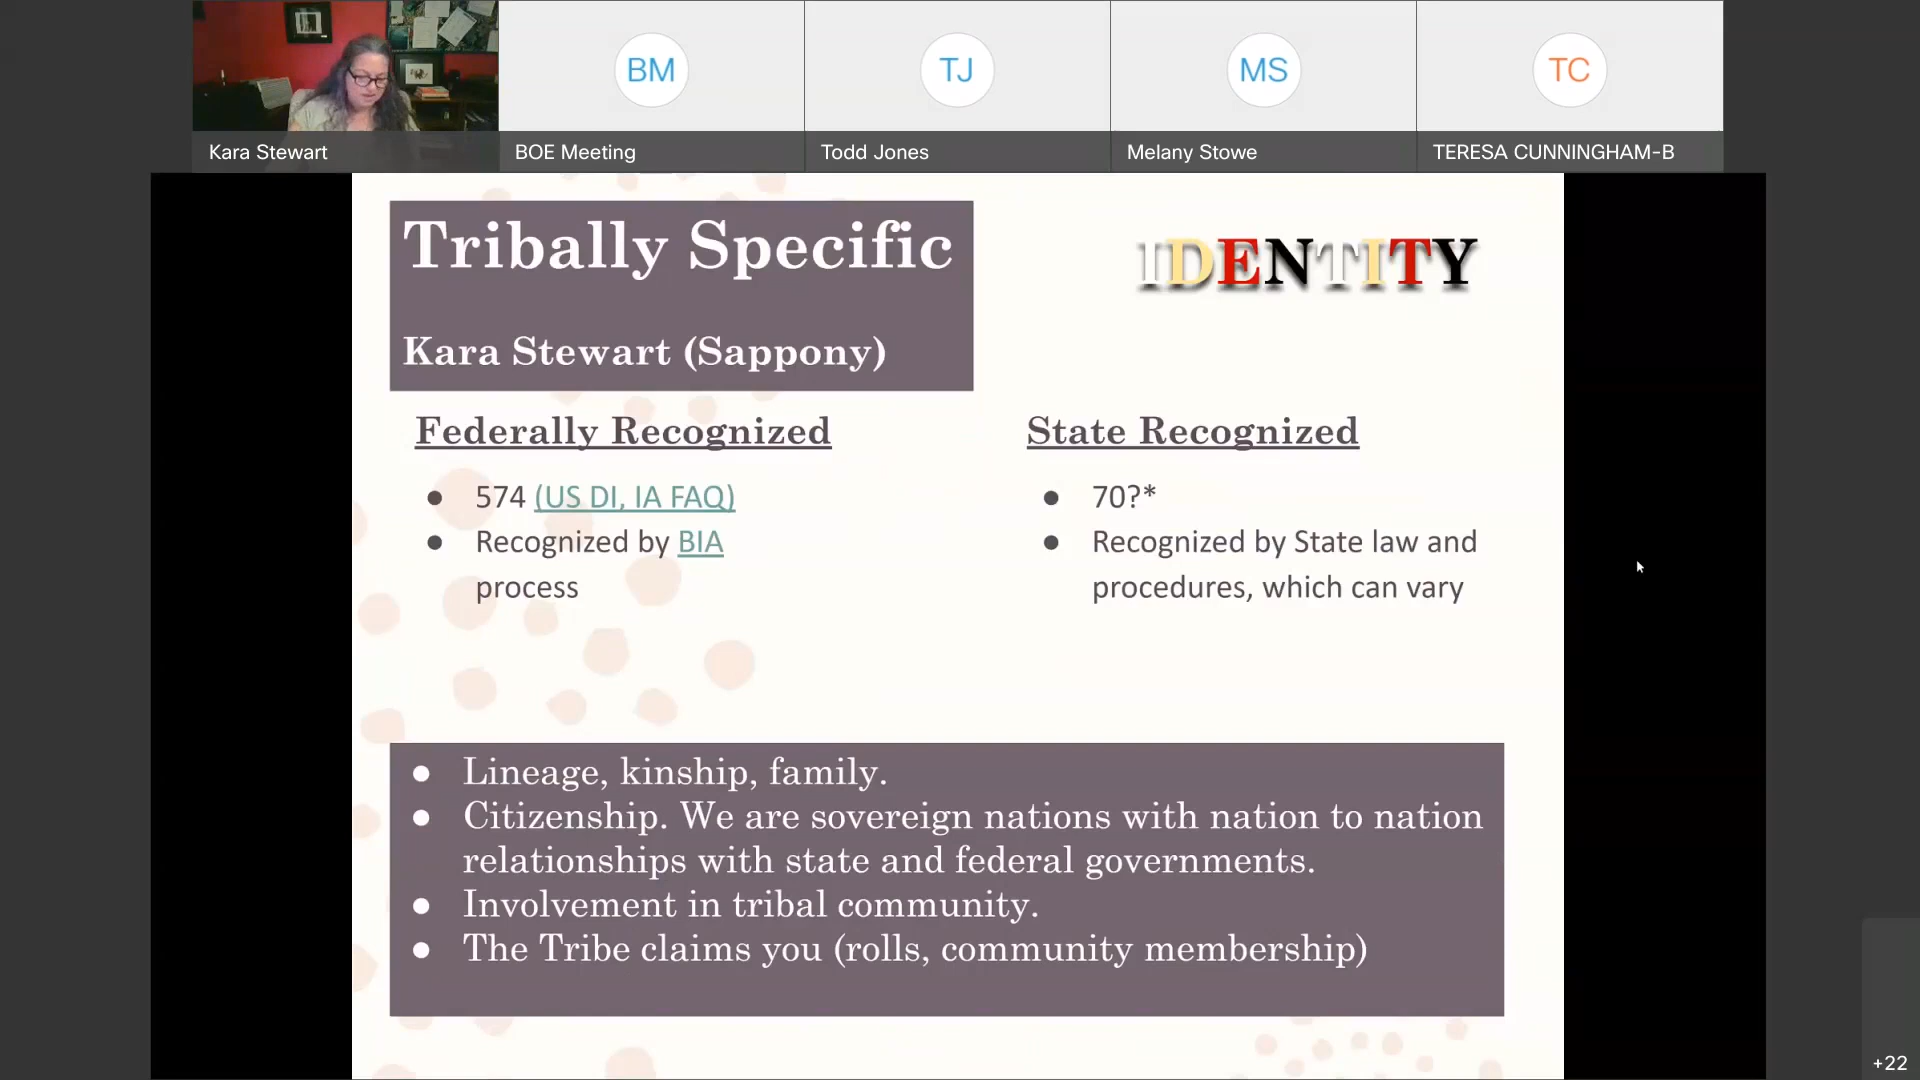 BM
TJ
MS
TC
Kara Stewart
BOE Meeting
Todd Jones
Melany Stowe
TERESA CUNNINGHAM-B
Tribally Specific
IDENTITY
Kara Stewart (Sappony)
Federally Recognized
● 574 (US DI, IA FAQ)
● Recognized by BIA
process
State Recognized
● 70?*
● Recognized by State law and
procedures, which can vary
● Lineage, kinship, family.
● Citizenship. We are sovereign nations with nation to nation
relationships with state and federal governments.
● Involvement in tribal community.
● The Tribe claims you (rolls, community membership)
+22